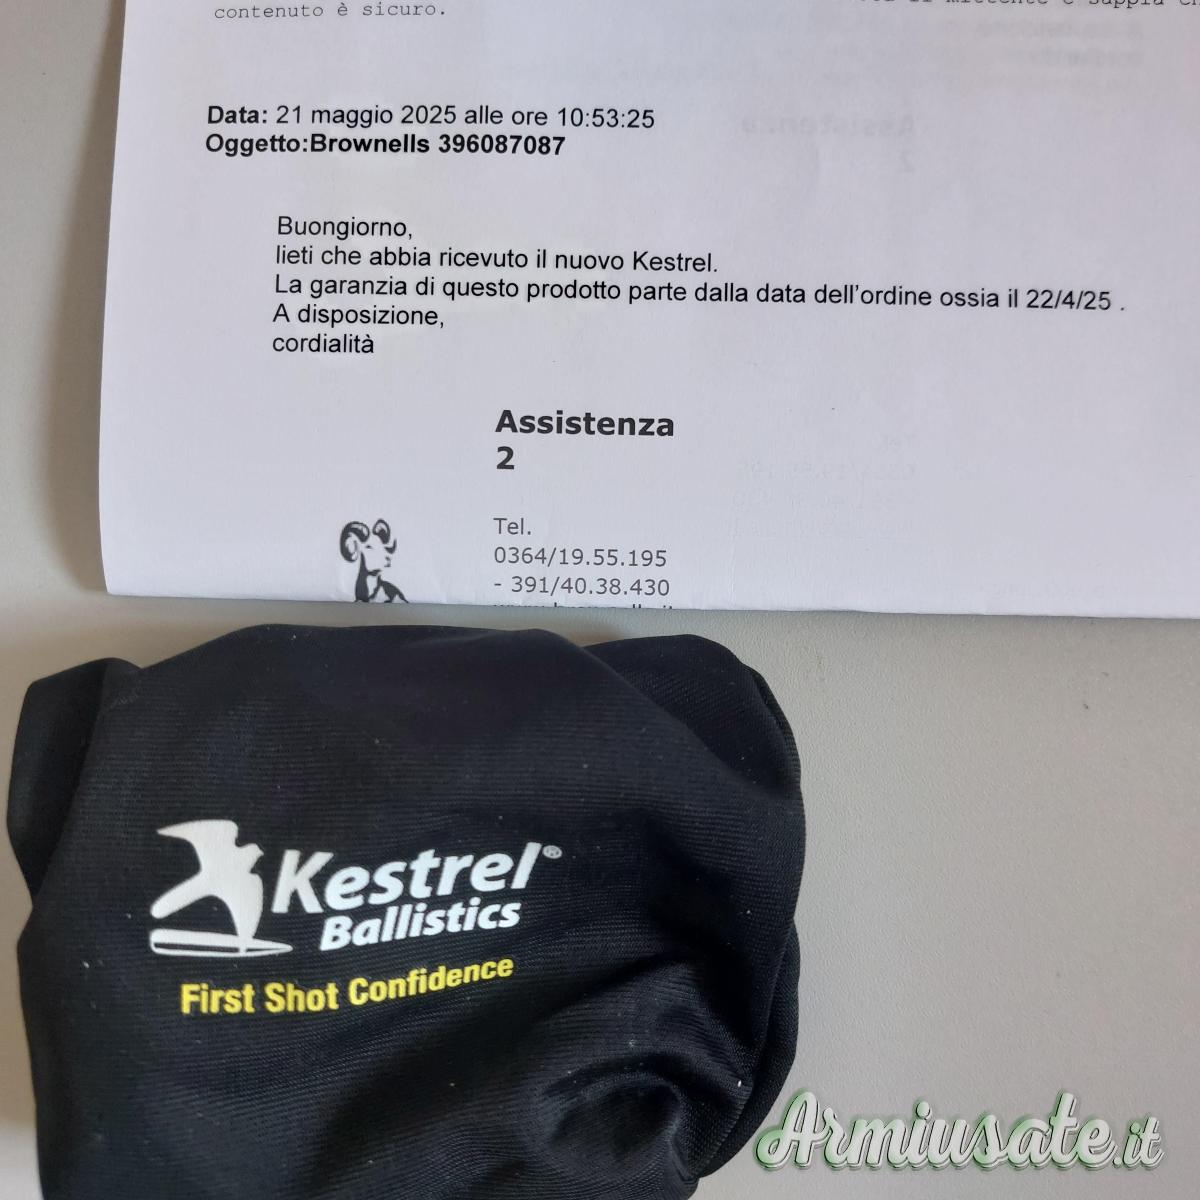 contenuto è sicuro.
Data: 21 maggio 2025 alle ore 10:53:25
Oggetto:Brownells 396087087
Buongiorno,
lieti che abbia ricevuto il nuovo Kestrel.
La garanzia di questo prodotto parte dalla data dell'ordine ossia il 22/4/25 .
A disposizione,
cordialità
Assistenza
2
Tel.
0364/19.55.195
- 391/40.38.430
Kestrel®
Ballistics
First Shot Confidence
Armiusate.it